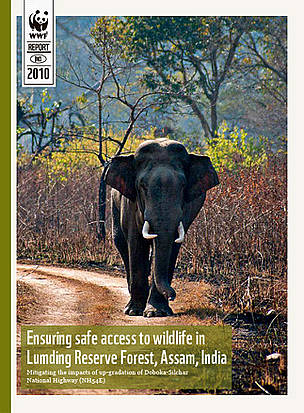 WWF
REPORT
IND
2010
Ensuring safe access to wildlife in
Lumding Reserve Forest, Assam, India
Mitigating the impacts of up-gradation of Doboka-Silchar
National Highway (NH54E)